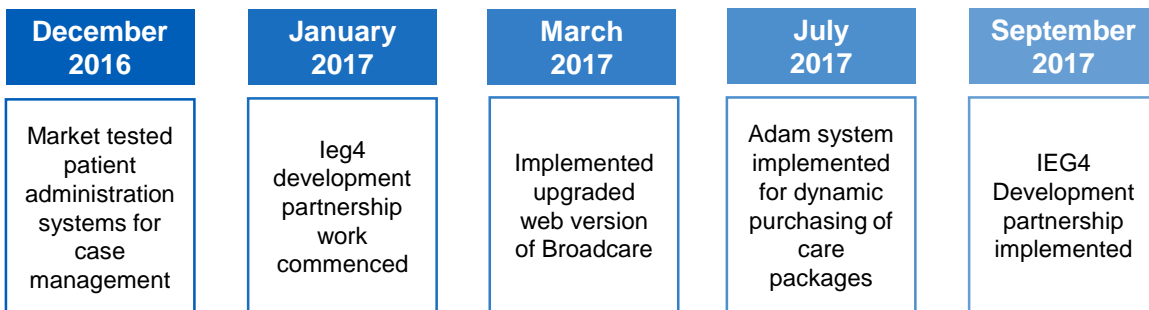 December
2016
Market tested
patient
administration
systems for
case
management
January
2017
Ieg4
development
partnership
work
commenced
March
2017
Implemented
upgraded
web version
of Broadcare
July
2017
Adam system
implemented
for dynamic
purchasing of
care
packages
September
2017
IEG4
Development
partnership
implemented